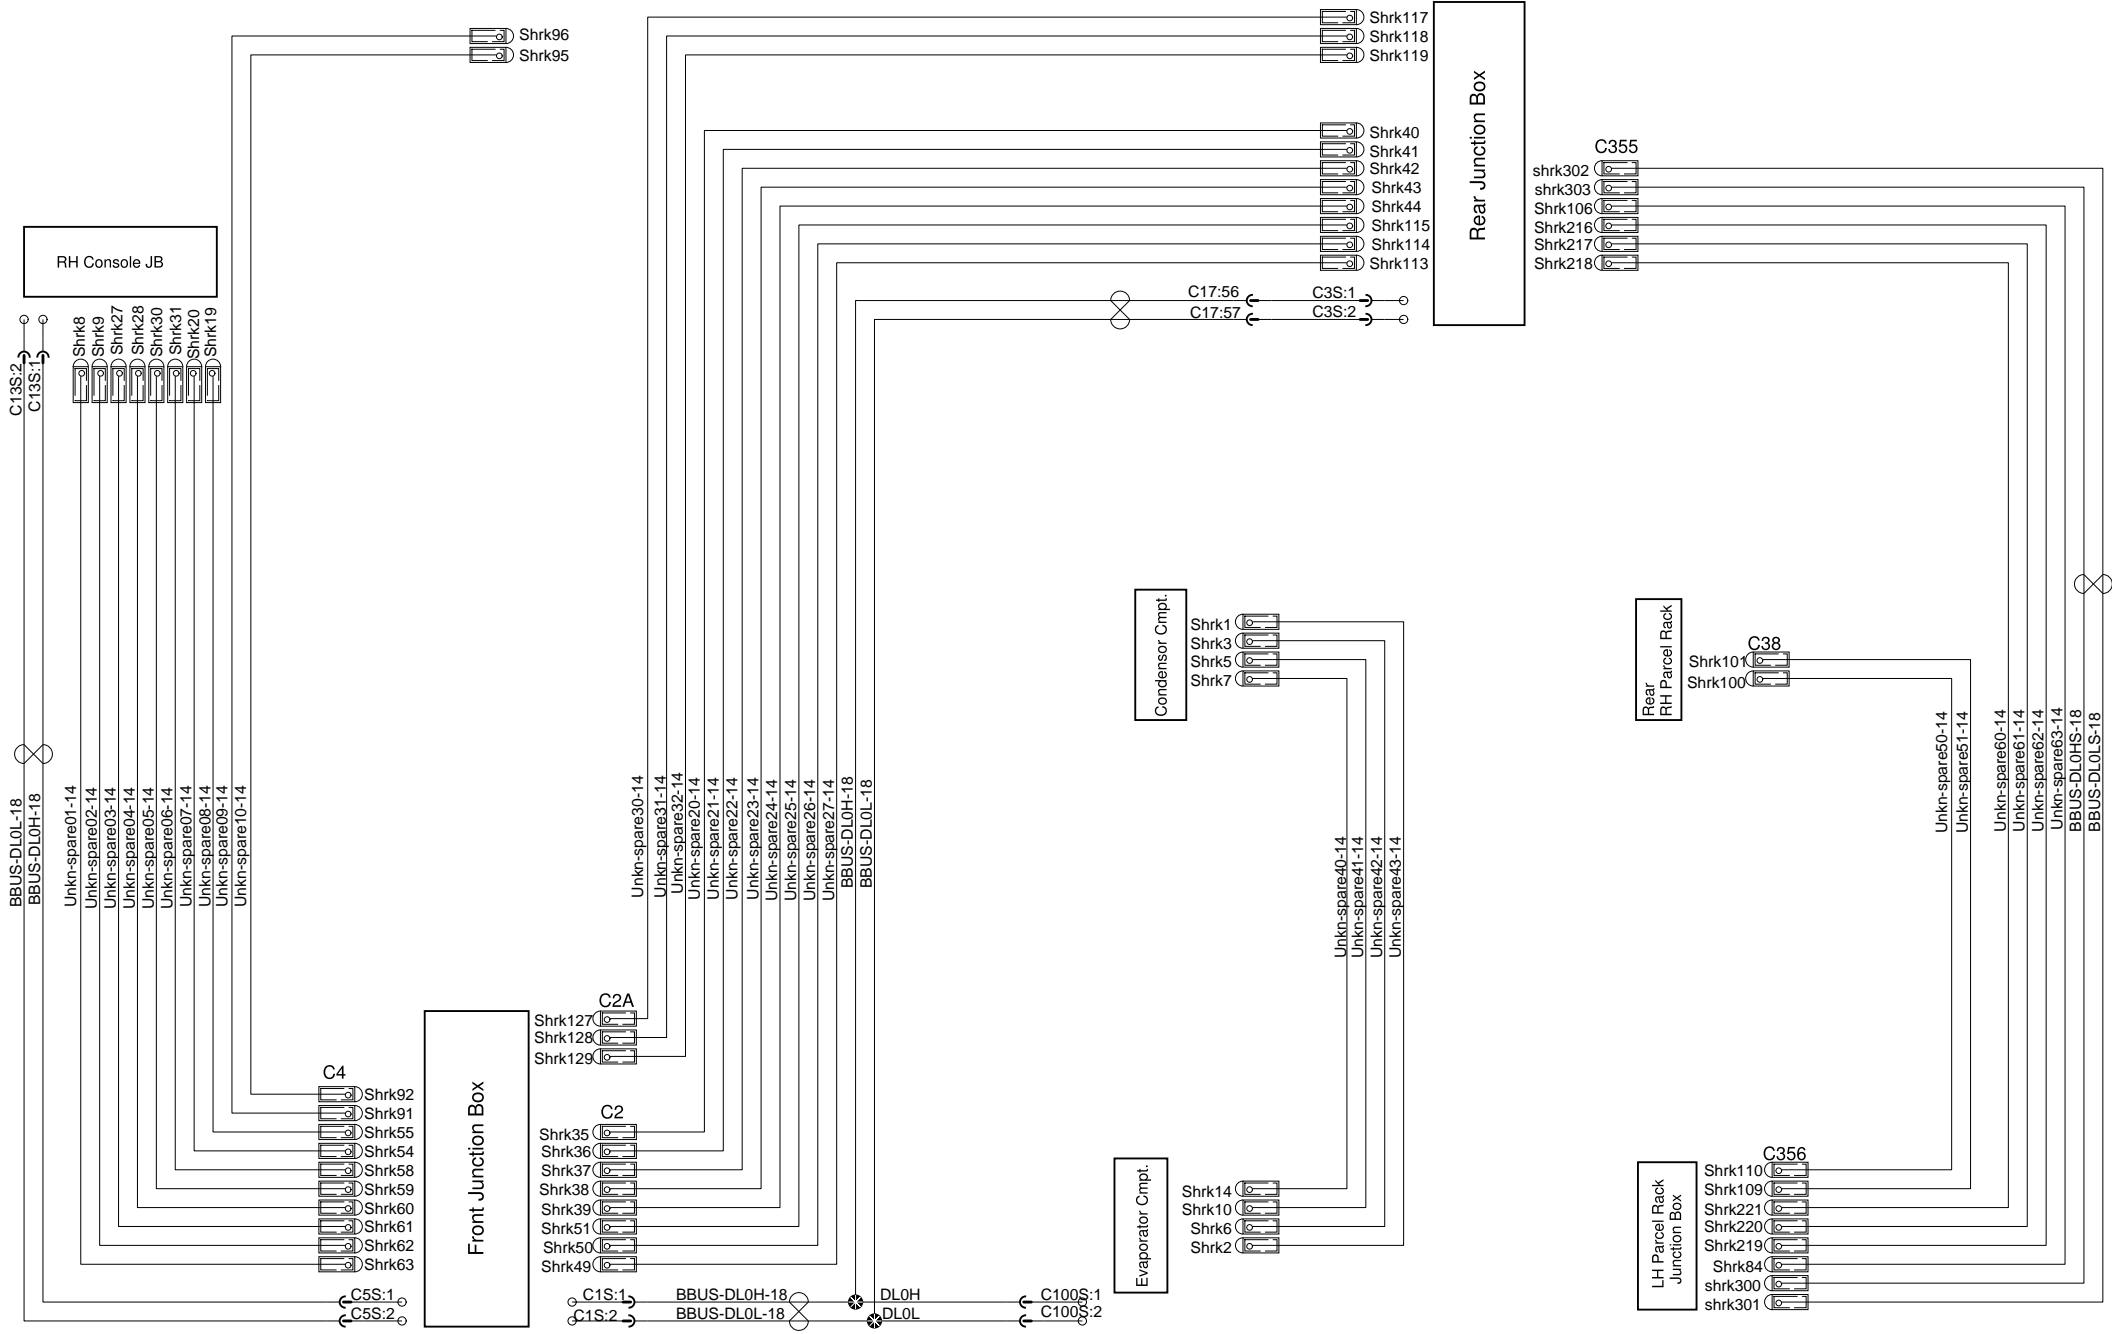 Shrk96
Shrk95
Shrk117
Shrk118
Shrk119
Shrk40
Shrk41
Shrk42
Shrk43
Shrk44
Shrk115
Shrk114
Shrk113
Rear Junction Box
C355
shrk302
shrk303
Shrk106
Shrk216
Shrk217
Shrk218
C17:56
C3S:1
C17:57
C3S:2
RH Console JB
C13S:2
C13S:1
Shrk8
Shrk9
Shrk27
Shrk28
Shrk30
Shrk31
Shrk20
Shrk19
Condensor Cmpt.
Shrk1
Shrk3
Shrk5
Shrk7
Rear
RH Parcel Rack
C38
Shrk101
Shrk100
BBUS-DL0L-18
BBUS-DL0H-18
Unkn-spare01-14
Unkn-spare02-14
Unkn-spare03-14
Unkn-spare04-14
Unkn-spare05-14
Unkn-spare06-14
Unkn-spare07-14
Unkn-spare08-14
Unkn-spare09-14
Unkn-spare10-14
Unkn-spare30-14
Unkn-spare31-14
Unkn-spare32-14
Unkn-spare20-14
Unkn-spare21-14
Unkn-spare22-14
Unkn-spare23-14
Unkn-spare24-14
Unkn-spare25-14
Unkn-spare26-14
Unkn-spare27-14
BBUS-DL0H-18
BBUS-DL0L-18
Unkn-spare40-14
Unkn-spare41-14
Unkn-spare42-14
Unkn-spare43-14
Unkn-spare50-14
Unkn-spare51-14
Unkn-spare60-14
Unkn-spare61-14
Unkn-spare62-14
Unkn-spare63-14
BBUS-DL0HS-18
BBUS-DL0LS-18
C4
Shrk92
Shrk91
Shrk55
Shrk54
Shrk58
Shrk59
Shrk60
Shrk61
Shrk62
Shrk63
C5S:1
C5S:2
Front Junction Box
C2A
Shrk127
Shrk128
Shrk129
C2
Shrk35
Shrk36
Shrk37
Shrk38
Shrk39
Shrk51
Shrk50
Shrk49
C1S:1
BBUS-DL0H-18
DL0H
C100S:1
C1S:2
BBUS-DL0L-18
DL0L
C100S:2
Evaporator Cmpt.
Shrk14
Shrk10
Shrk6
Shrk2
LH Parcel Rack
Junction Box
C356
Shrk110
Shrk109
Shrk221
Shrk220
Shrk219
Shrk84
shrk300
shrk301